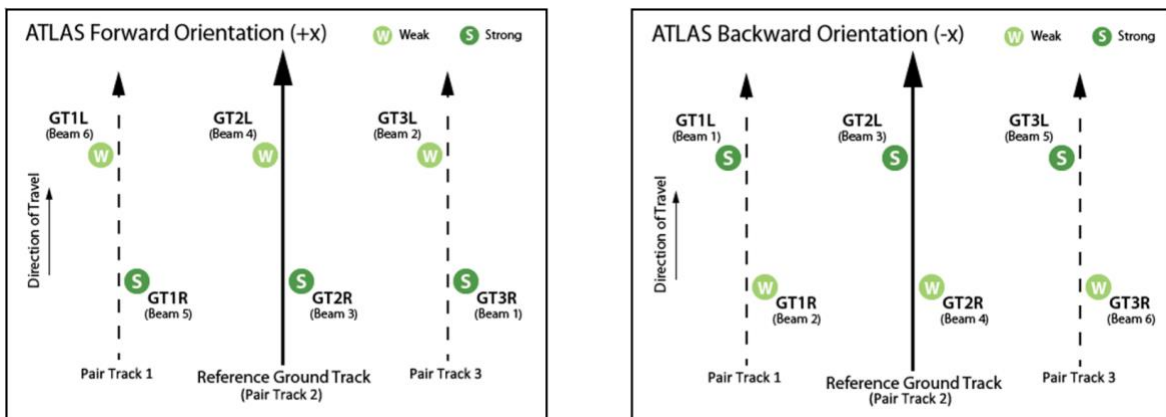 ATLAS Forward Orientation (+x)
W Weak S Strong
GT1L
(Beam 6)
W
GT2L
(Beam 4)
W
GT3L
(Beam 2)
W
Direction of Travel
S
GT1R
(Beam 5)
S
GT2R
(Beam 3)
S
GT3R
(Beam 1)
Pair Track 1
Reference Ground Track
(Pair Track 2)
Pair Track 3
ATLAS Backward Orientation (-x)
W Weak S Strong
GT1L
(Beam 1)
S
GT2L
(Beam 3)
S
GT3L
(Beam 5)
S
Direction of Travel
W
GT1R
(Beam 2)
W
GT2R
(Beam 4)
W
GT3R
(Beam 6)
Pair Track 1
Reference Ground Track
(Pair Track 2)
Pair Track 3